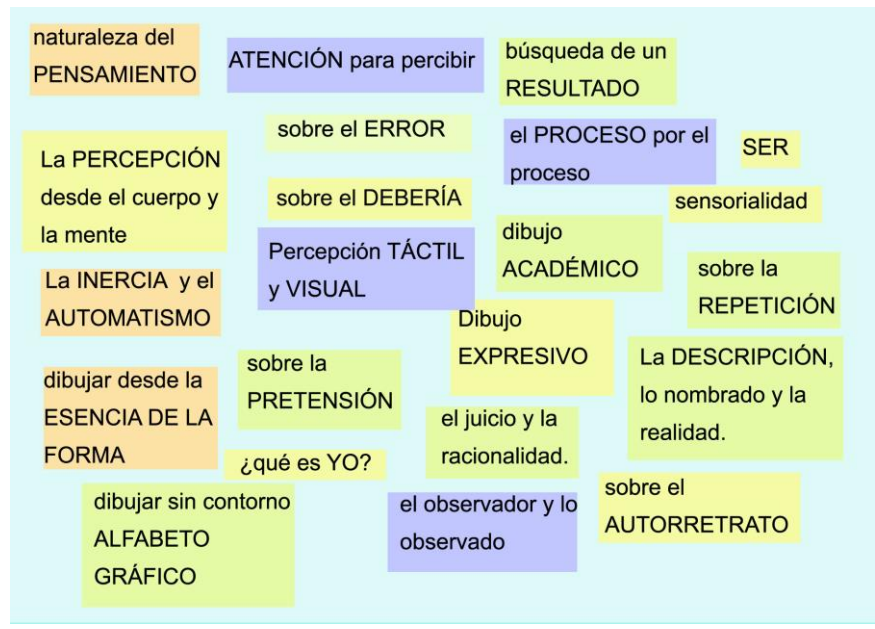 naturaleza del
PENSAMIENTO
ATENCIÓN para percibir
búsqueda de un
RESULTADO
sobre el ERROR
el PROCESO por el
proceso
SER
La PERCEPCIÓN
desde el cuerpo y
la mente
sobre el DEBERÍA
sensorialidad
Percepción TÁCTIL
y VISUAL
dibujo
ACADÉMICO
sobre la
REPETICIÓN
La INERCIA y el
AUTOMATISMO
Dibujo
EXPRESIVO
La DESCRIPCIÓN,
lo nombrado y la
realidad.
sobre la
PRETENSIÓN
dibujar desde la
ESENCIA DE LA
FORMA
el juicio y la
racionalidad.
¿qué es YO?
sobre el
AUTORRETRATO
dibujar sin contorno
ALFABETO
GRÁFICO
el observador y lo
observado